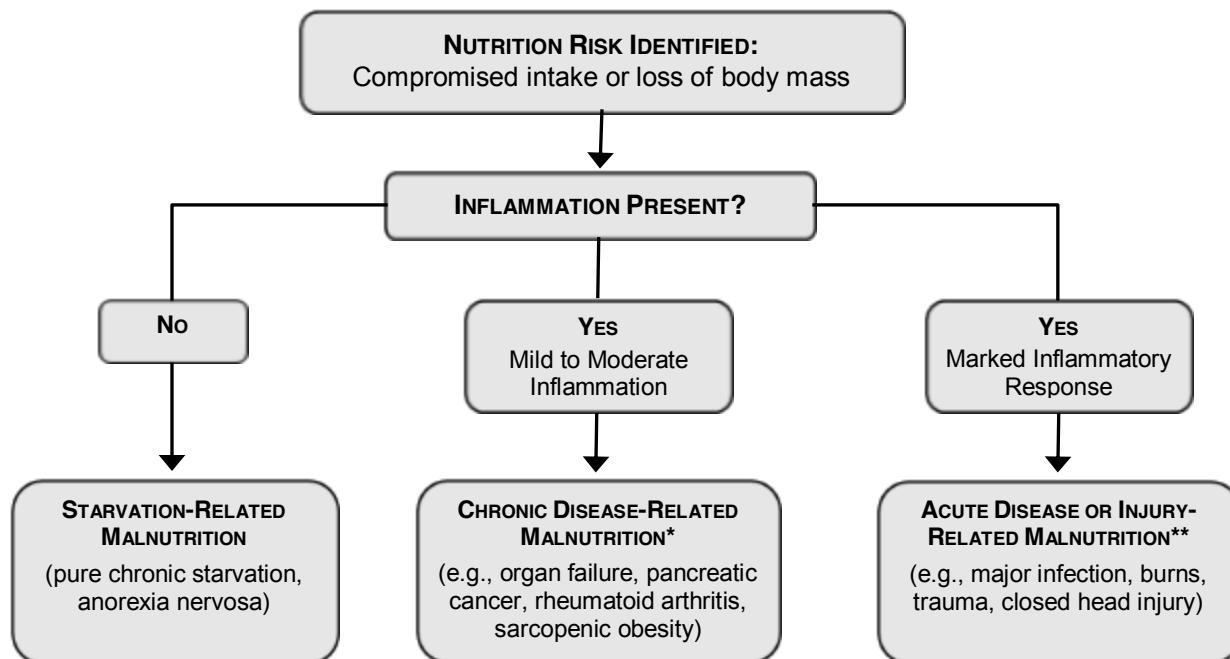 NUTRITION RISK IDENTIFIED:
Compromised intake or loss of body mass
INFLAMMATION PRESENT?
NO
YES
Mild to Moderate
Inflammation
YES
Marked Inflammatory
Response
STARVATION-RELATED
MALNUTRITION
(pure chronic starvation,
anorexia nervosa)
CHRONIC DISEASE-RELATED
MALNUTRITION*
(e.g., organ failure, pancreatic
cancer, rheumatoid arthritis,
sarcopenic obesity)
ACUTE DISEASE OR INJURY-
RELATED MALNUTRITION**
(e.g., major infection, burns,
trauma, closed head injury)